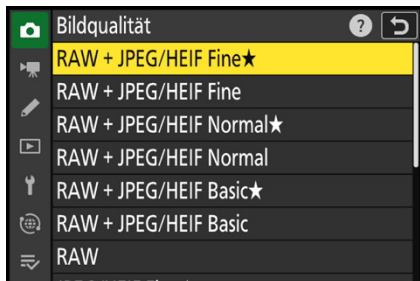 Bildqualität ?
RAW + JPEG/HEIF Fine★
RAW + JPEG/HEIF Fine
RAW + JPEG/HEIF Normal★
RAW + JPEG/HEIF Normal
RAW + JPEG/HEIF Basic★
RAW + JPEG/HEIF Basic
RAW